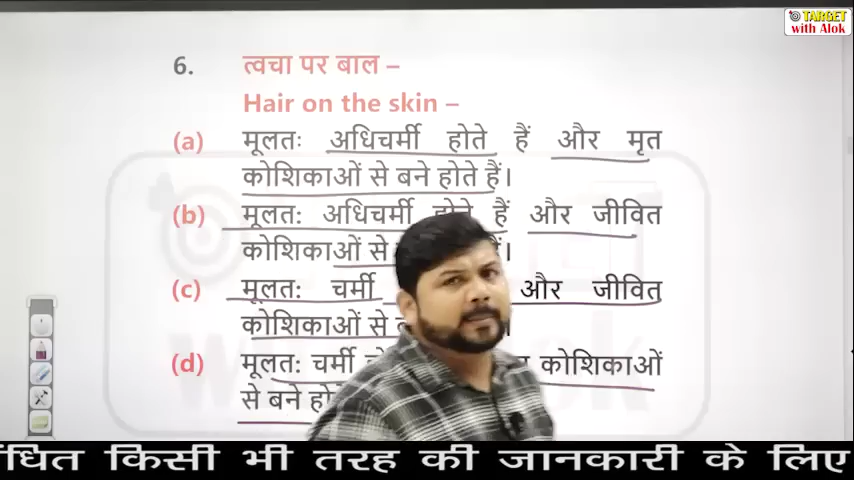 TARGET
with Alok
6. त्वचा पर बाल –
Hair on the skin –
(a) मूलतः अधिचर्मी होते हैं और मृत
कोशिकाओं से बने होते हैं।
(b) मूलत: अधिचर्मी होते हैं और जीवित
कोशिकाओं से
(c) मूलत: चर्मी और जीवित
कोशिकाओं से
(d) मूलत: चर्मी कोशिकाओं
से बने
र्धित किसी भी तरह की जानकारी के लिए